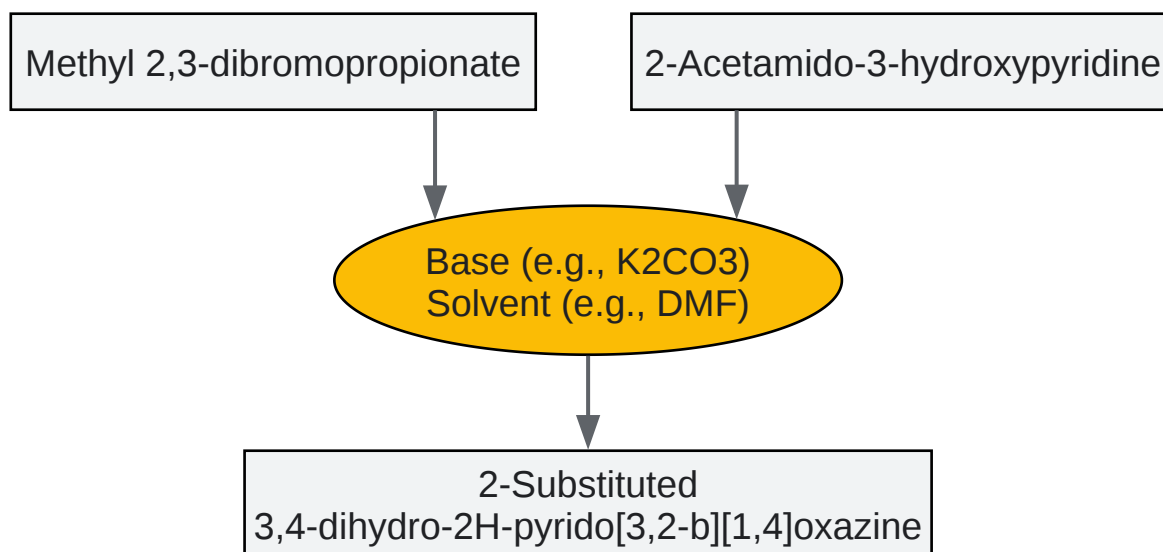 Methyl 2,3-dibromopropionate
2-Acetamido-3-hydroxypyridine
Base (e.g., K2CO3)
Solvent (e.g., DMF)
2-Substituted
3,4-dihydro-2H-pyrido[3,2-b][1,4]oxazine